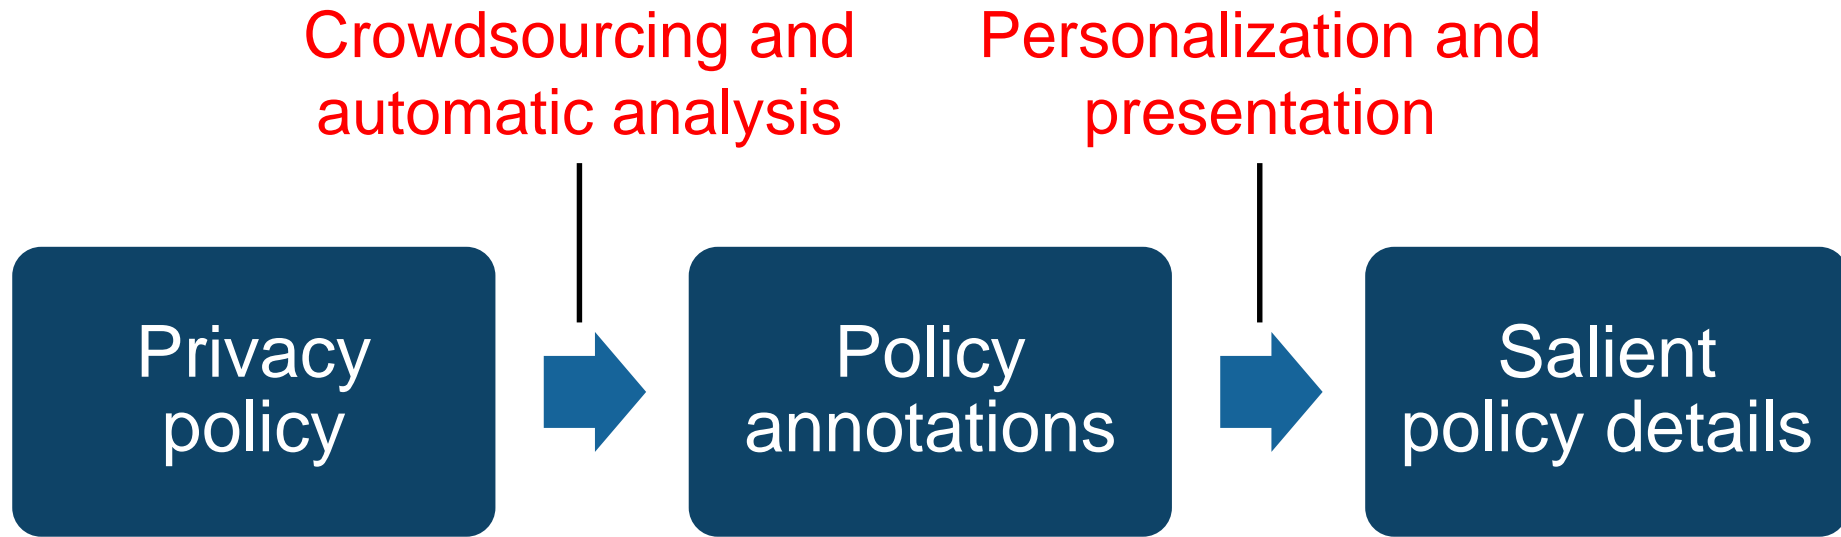 Crowdsourcing and
automatic analysis
Personalization and
presentation
Privacy
policy
Policy
annotations
Salient
policy details